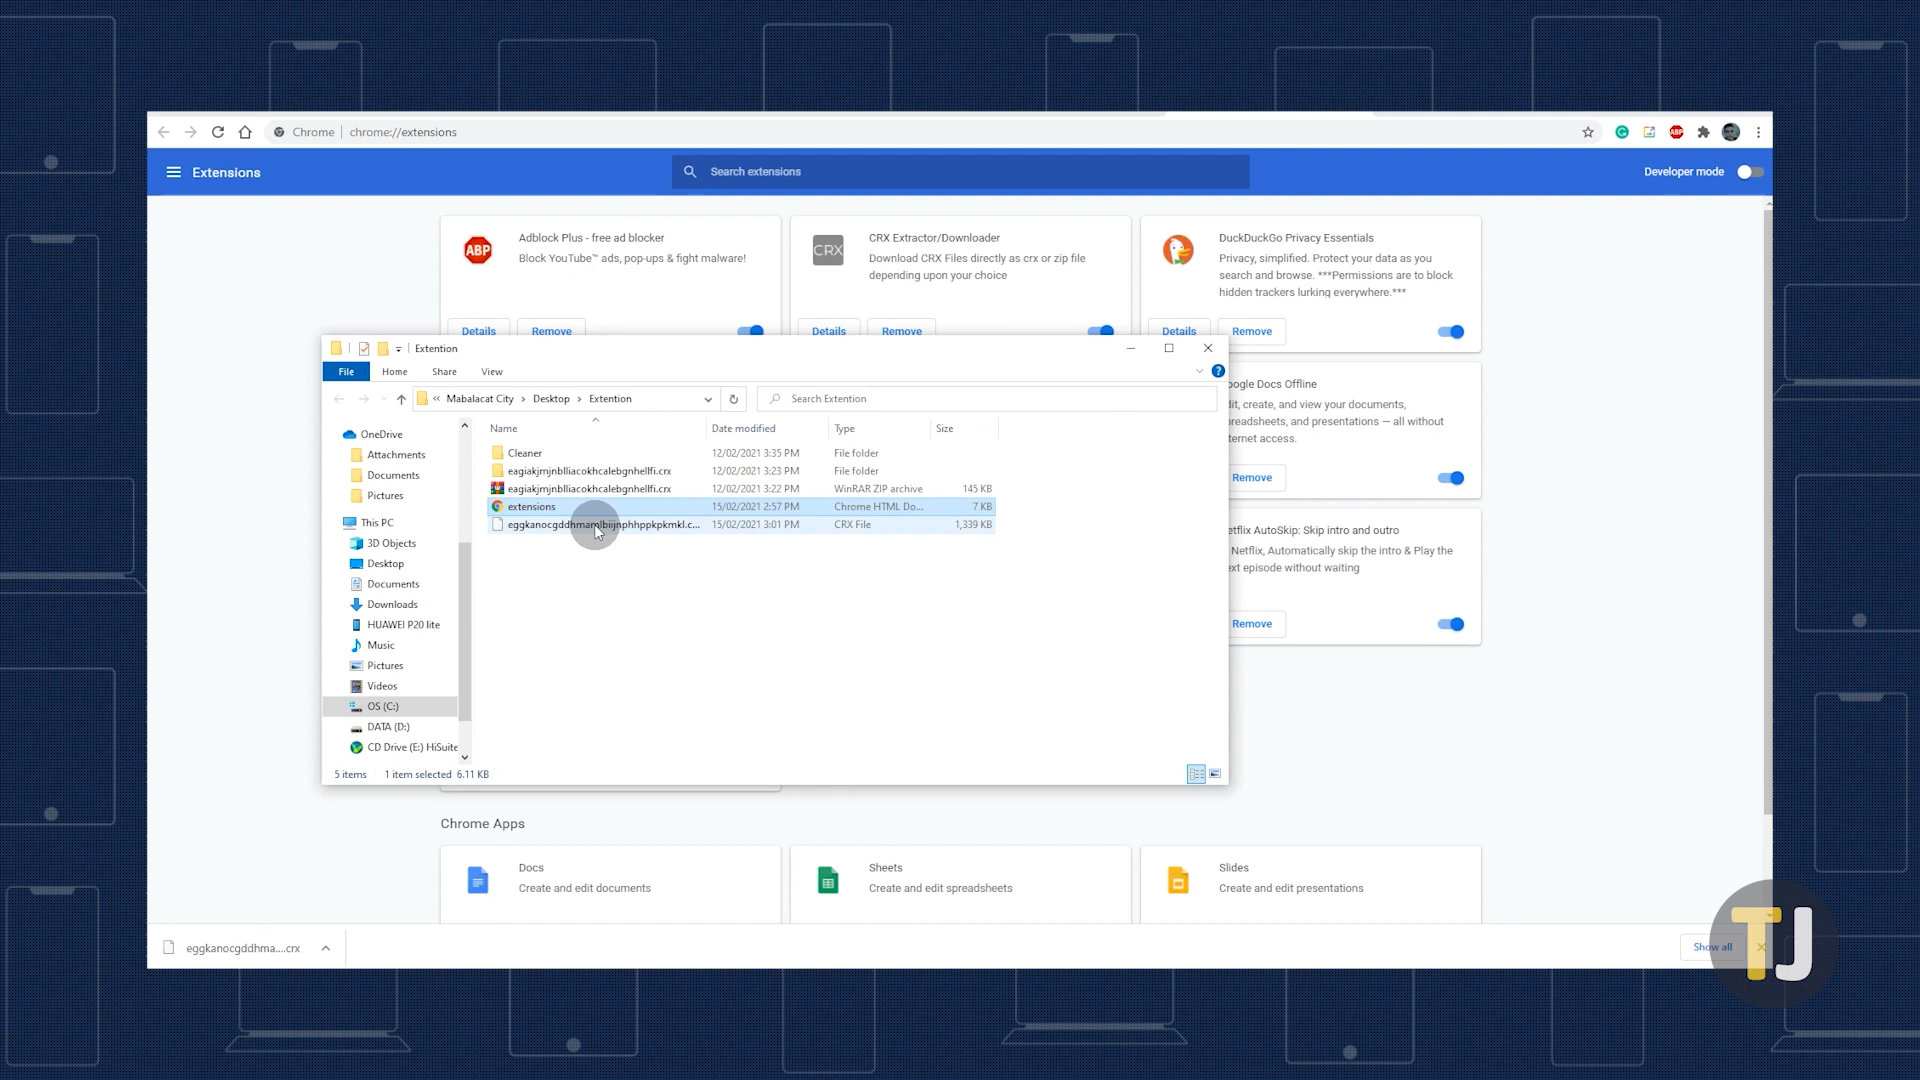 Chrome
chrome://extensions
ABP
Extensions
Search extensions
Developer mode
ABP
Adblock Plus - free ad blocker
Block YouTube™ ads, pop-ups & fight malware!
Details
Remove
CRX
CRX Extractor/Downloader
Download CRX Files directly as crx or zip file
depending upon your choice
Details
Remove
DuckDuckGo Privacy Essentials
Privacy, simplified. Protect your data as you
search and browse. ***Permissions are to block
hidden trackers lurking everywhere.***
Details
Remove
Extention
File
Home
Share
View
« Mabalacat City > Desktop > Extention
Search Extention
OneDrive
Attachments
Documents
Pictures
This PC
3D Objects
Desktop
Documents
Downloads
HUAWEI P20 lite
Music
Pictures
Videos
OS (C:)
DATA (D:)
CD Drive (E:) HiSuite
Name Date modified Type Size
Cleaner 12/02/2021 3:35 PM File folder
eagiakjmjnblliacokhcalebgnhellfi.crx 12/02/2021 3:23 PM File folder
eagiakjmjnblliacokhcalebgnhellfi.crx 12/02/2021 3:22 PM WinRAR ZIP archive 145 KB
extensions 15/02/2021 2:57 PM Chrome HTML Do... 7 KB
eggkanocgddhmamlbiijnphhppkpkmkl.c... 15/02/2021 3:01 PM CRX File 1,339 KB
5 items 1 item selected 6.11 KB
ogle Docs Offline
it, create, and view your documents,
readsheets, and presentations — all without
ternet access.
Remove
etflix AutoSkip: Skip intro and outro
Netflix, Automatically skip the intro & Play the
xt episode without waiting
Remove
Chrome Apps
Docs
Create and edit documents
Sheets
Create and edit spreadsheets
Slides
Create and edit presentations
eggkanocgddhma....crx
Show all
TJ